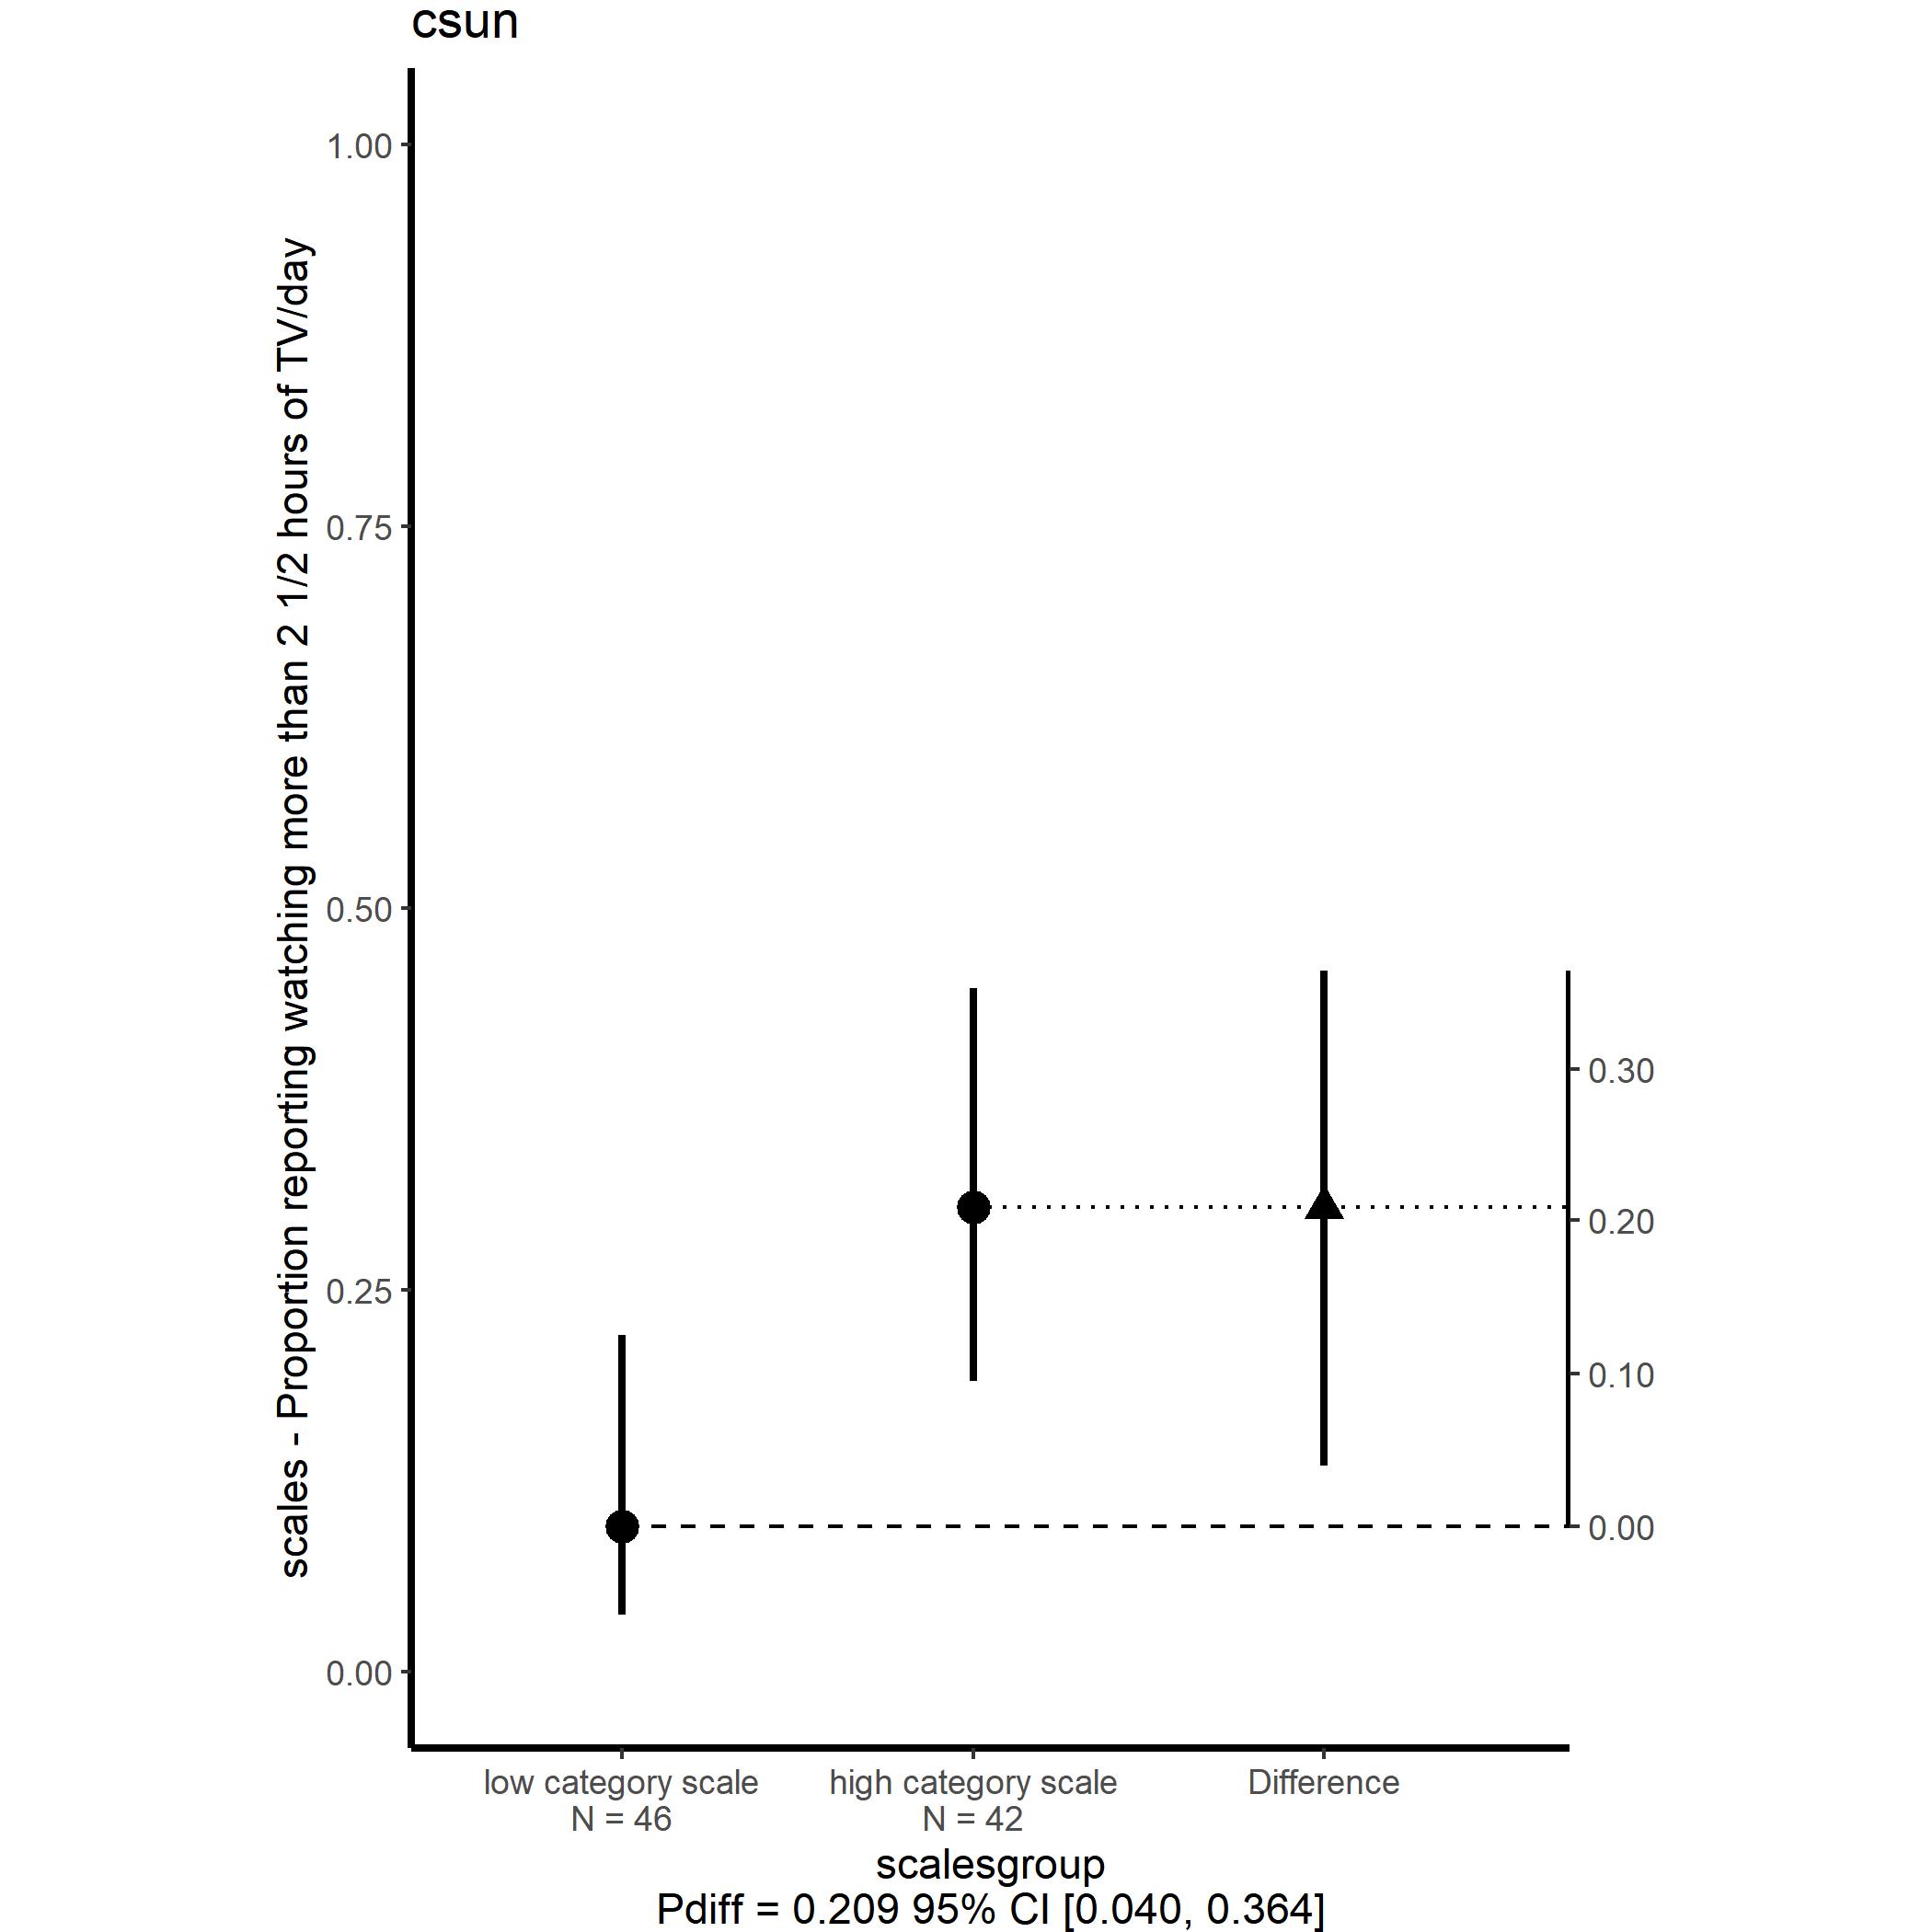 csun
scales - Proportion reporting watching more than 2 1/2 hours of TV/day
1.00
0.75
0.50
0.25
0.00
0.30
0.20
0.10
0.00
low category scale
N = 46
high category scale
N = 42
Difference
scalesgroup
Pdiff = 0.209 95% CI [0.040, 0.364]